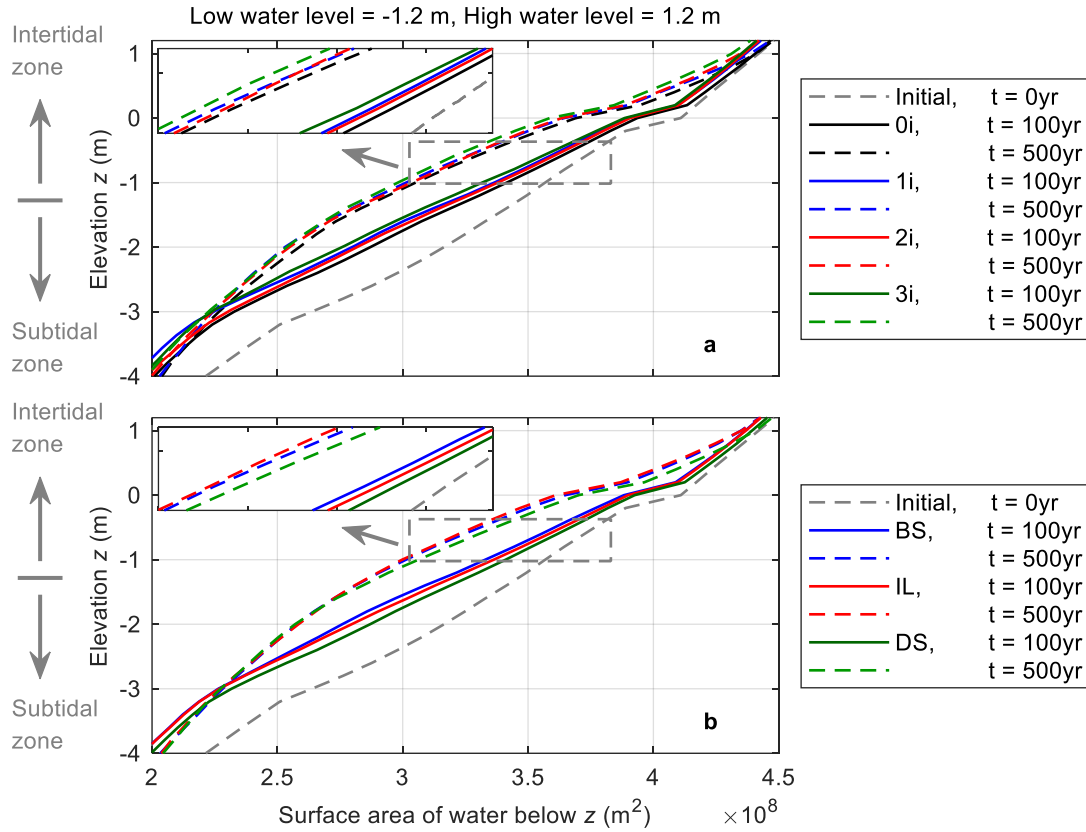 Low water level = -1.2 m, High water level = 1.2 m
Intertidal
zone
Subtidal
zone
Elevation z (m)
1
0
-1
-2
-3
-4
a
Initial, t = 0yr
0i, t = 100yr
t = 500yr
1i, t = 100yr
t = 500yr
2i, t = 100yr
t = 500yr
3i, t = 100yr
t = 500yr
Intertidal
zone
Subtidal
zone
Elevation z (m)
1
0
-1
-2
-3
-4
b
2 2.5 3 3.5 4 4.5
Surface area of water below z (m²) ×10⁸
Initial, t = 0yr
BS, t = 100yr
t = 500yr
IL, t = 100yr
t = 500yr
DS, t = 100yr
t = 500yr